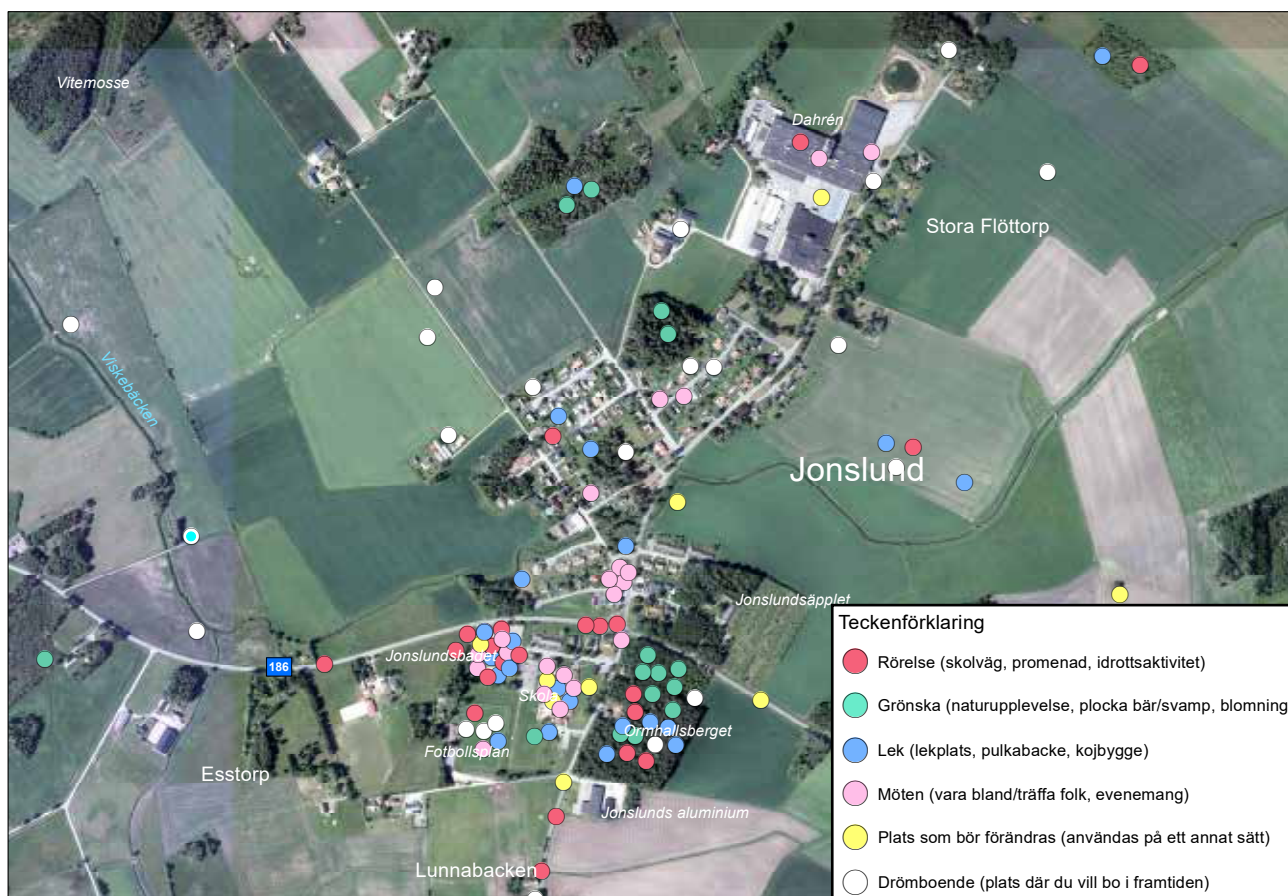 Vitemosse
Dahrén
Stora Flöttorp
Viskebäcken
Jonslund
Jonslundsäpplet
Jonslundsbadet
186
Skola
Ormhallsberget
Fotbollsplan
Esstorp
Jonslunds aluminium
Lunnabacken
Teckenförklaring
Rörelse (skolväg, promenad, idrottsaktivitet)
Grönska (naturupplevelse, plocka bär/svamp, blomning
Lek (lekplats, pulkabacke, kojbygge)
Möten (vara bland/träffa folk, evenemang)
Plats som bör förändras (användas på ett annat sätt)
Drömboende (plats där du vill bo i framtiden)